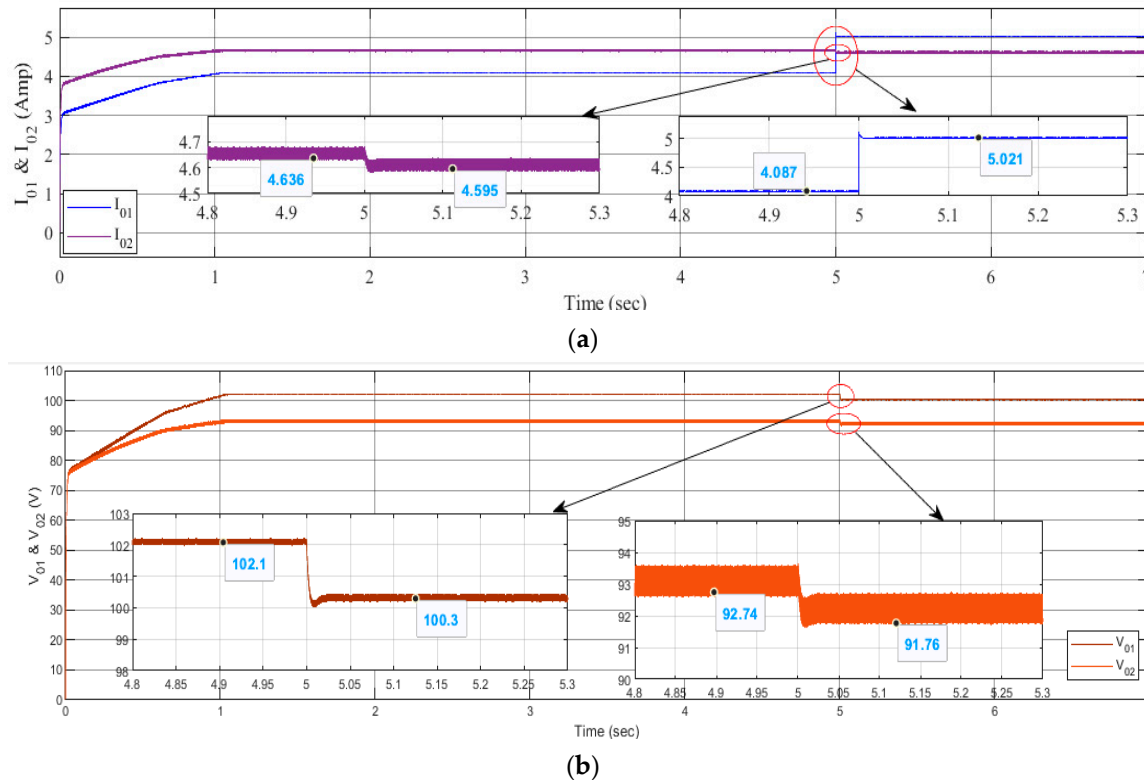 I01 & I02 (Amp)
5
4
3
2
1
0
4.7
4.6
4.5
4.636
4.595
4.8 4.9 5 5.1 5.2 5.3
5
4.5
4
4.087
5.021
4.8 4.9 5 5.1 5.2 5.3
I01
I02
0 1 2 3 4 5 6 7
Time (sec)
(a)
V01 & V02 (V)
110
100
90
80
70
60
50
40
30
20
10
0
103
102
101
100
99
98
102.1
100.3
4.8 4.85 4.9 4.95 5 5.05 5.1 5.15 5.2 5.25 5.3
95
94
93
92
91
90
92.74
91.76
4.8 4.85 4.9 4.95 5 5.05 5.1 5.15 5.2 5.25 5.3
V01
V02
0 1 2 3 4 5 6
Time (sec)
(b)